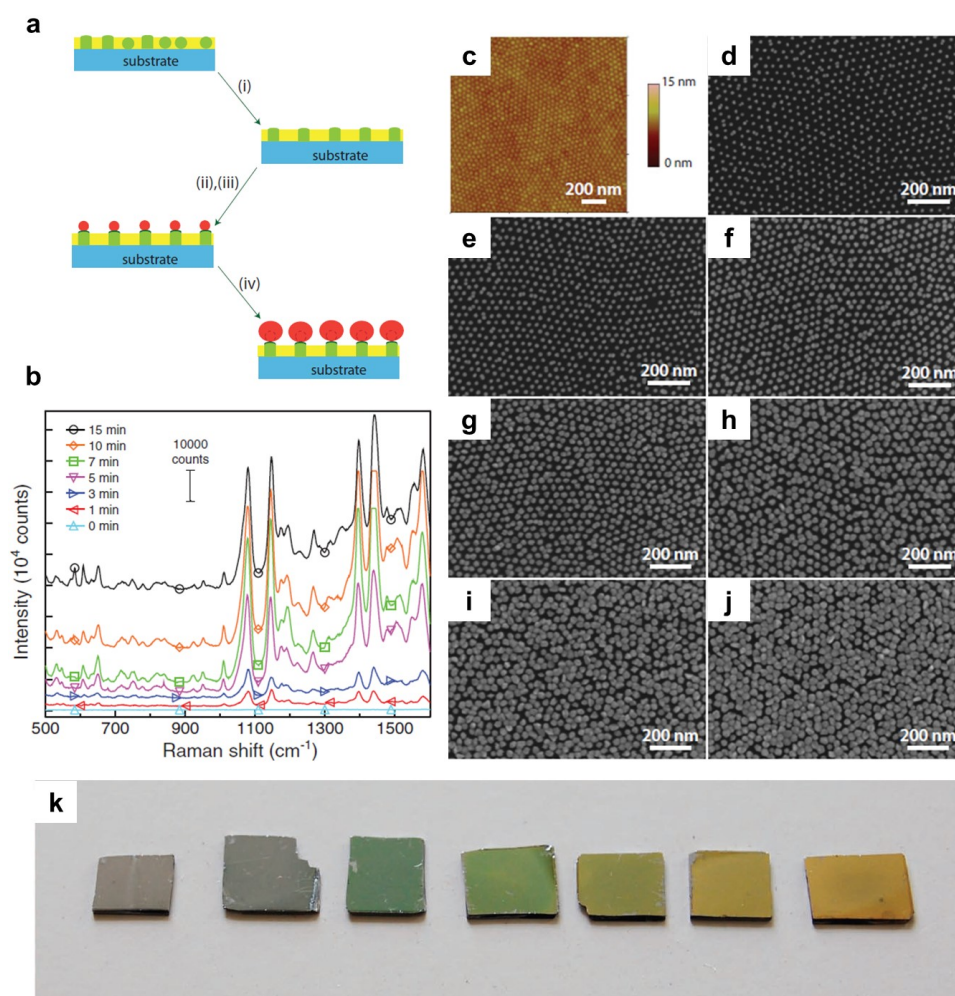 a
substrate
(i)
substrate
(ii),(iii)
substrate
(iv)
substrate
b
15 min
10 min
7 min
5 min
3 min
1 min
0 min
10000
counts
Intensity (10⁴ counts)
500 700 900 1100 1300 1500
Raman shift (cm⁻¹)
c
15 nm
0 nm
200 nm
d
200 nm
e
200 nm
f
200 nm
g
200 nm
h
200 nm
i
200 nm
j
200 nm
k